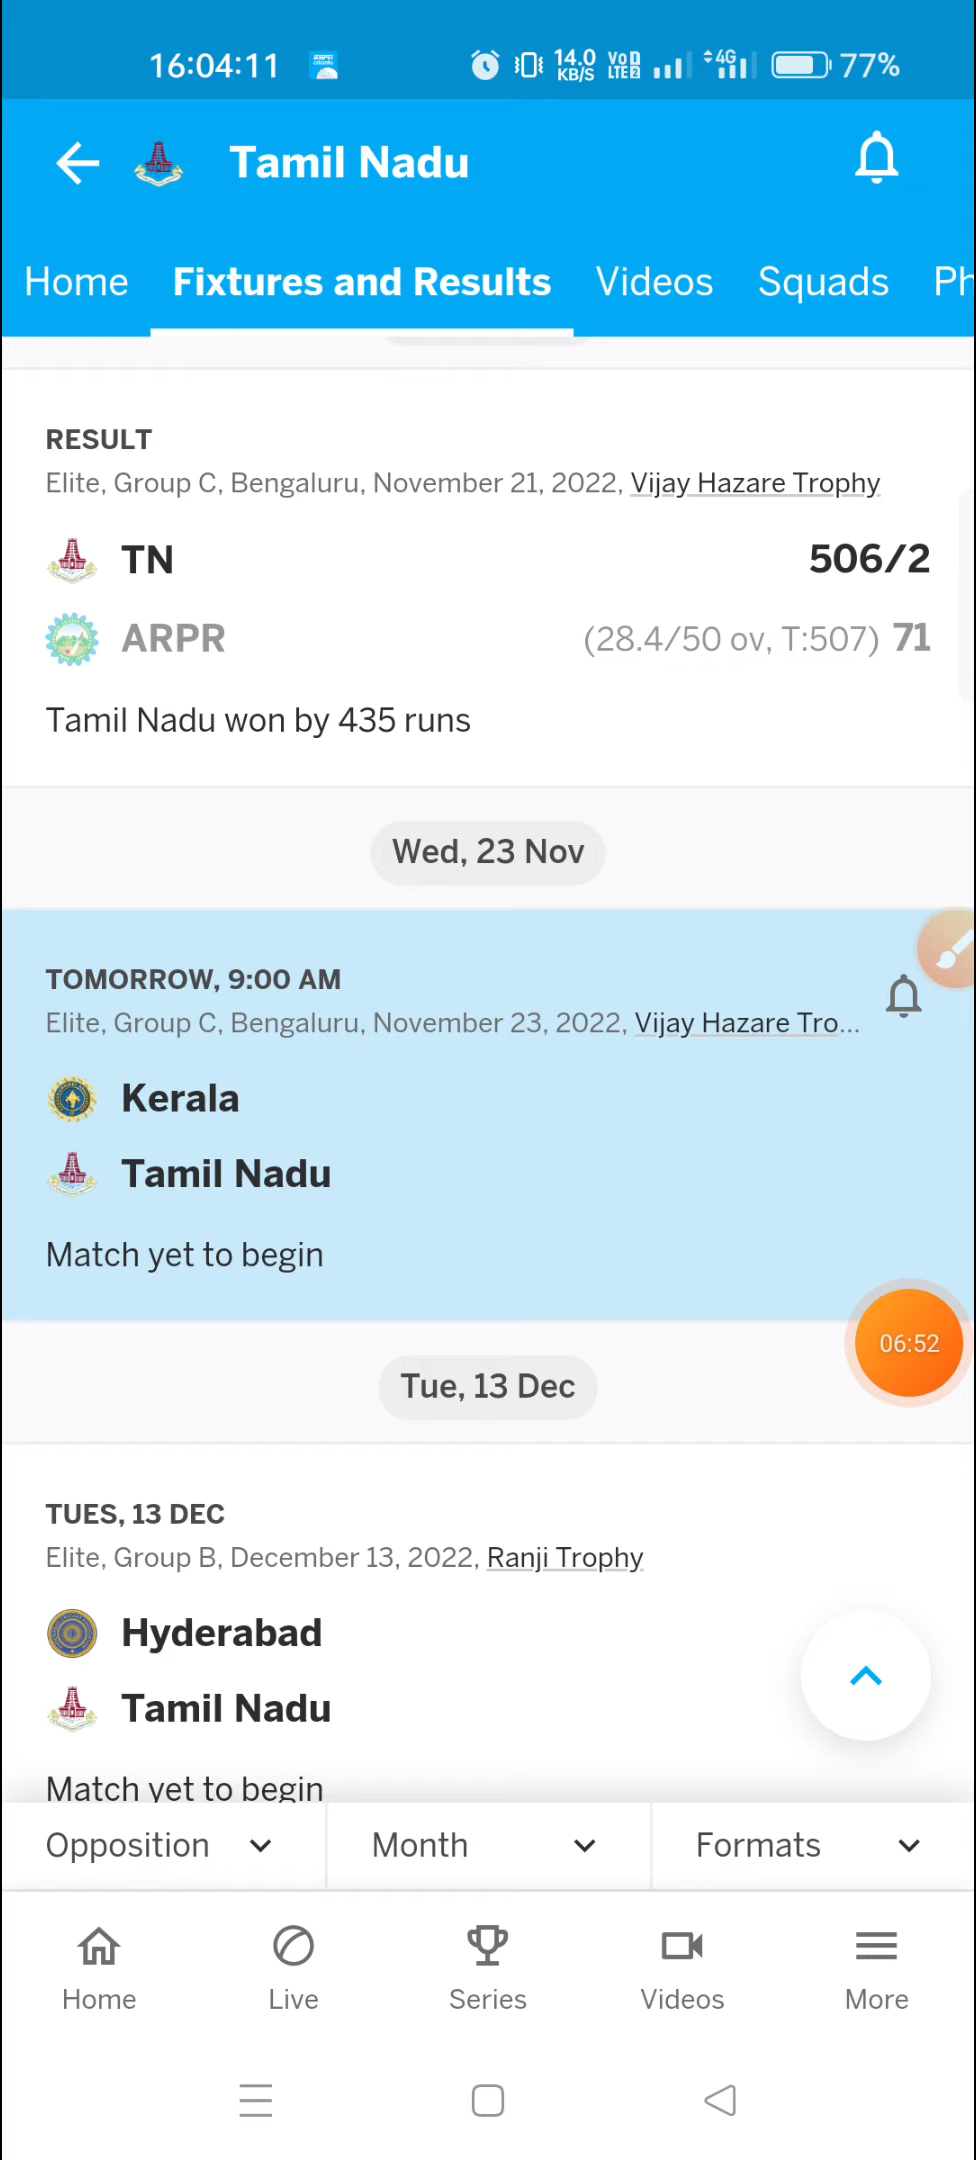 16:04:11 14.0 KB/S VoD LTE2 4G 77%
Tamil Nadu
Home Fixtures and Results Videos Squads Ph
RESULT
Elite, Group C, Bengaluru, November 21, 2022, Vijay Hazare Trophy
TN 506/2
ARPR (28.4/50 ov, T:507) 71
Tamil Nadu won by 435 runs
Wed, 23 Nov
TOMORROW, 9:00 AM
Elite, Group C, Bengaluru, November 23, 2022, Vijay Hazare Tro...
Kerala
Tamil Nadu
Match yet to begin
06:52
Tue, 13 Dec
TUES, 13 DEC
Elite, Group B, December 13, 2022, Ranji Trophy
Hyderabad
Tamil Nadu
Match yet to begin
Opposition Month Formats
Home Live Series Videos More